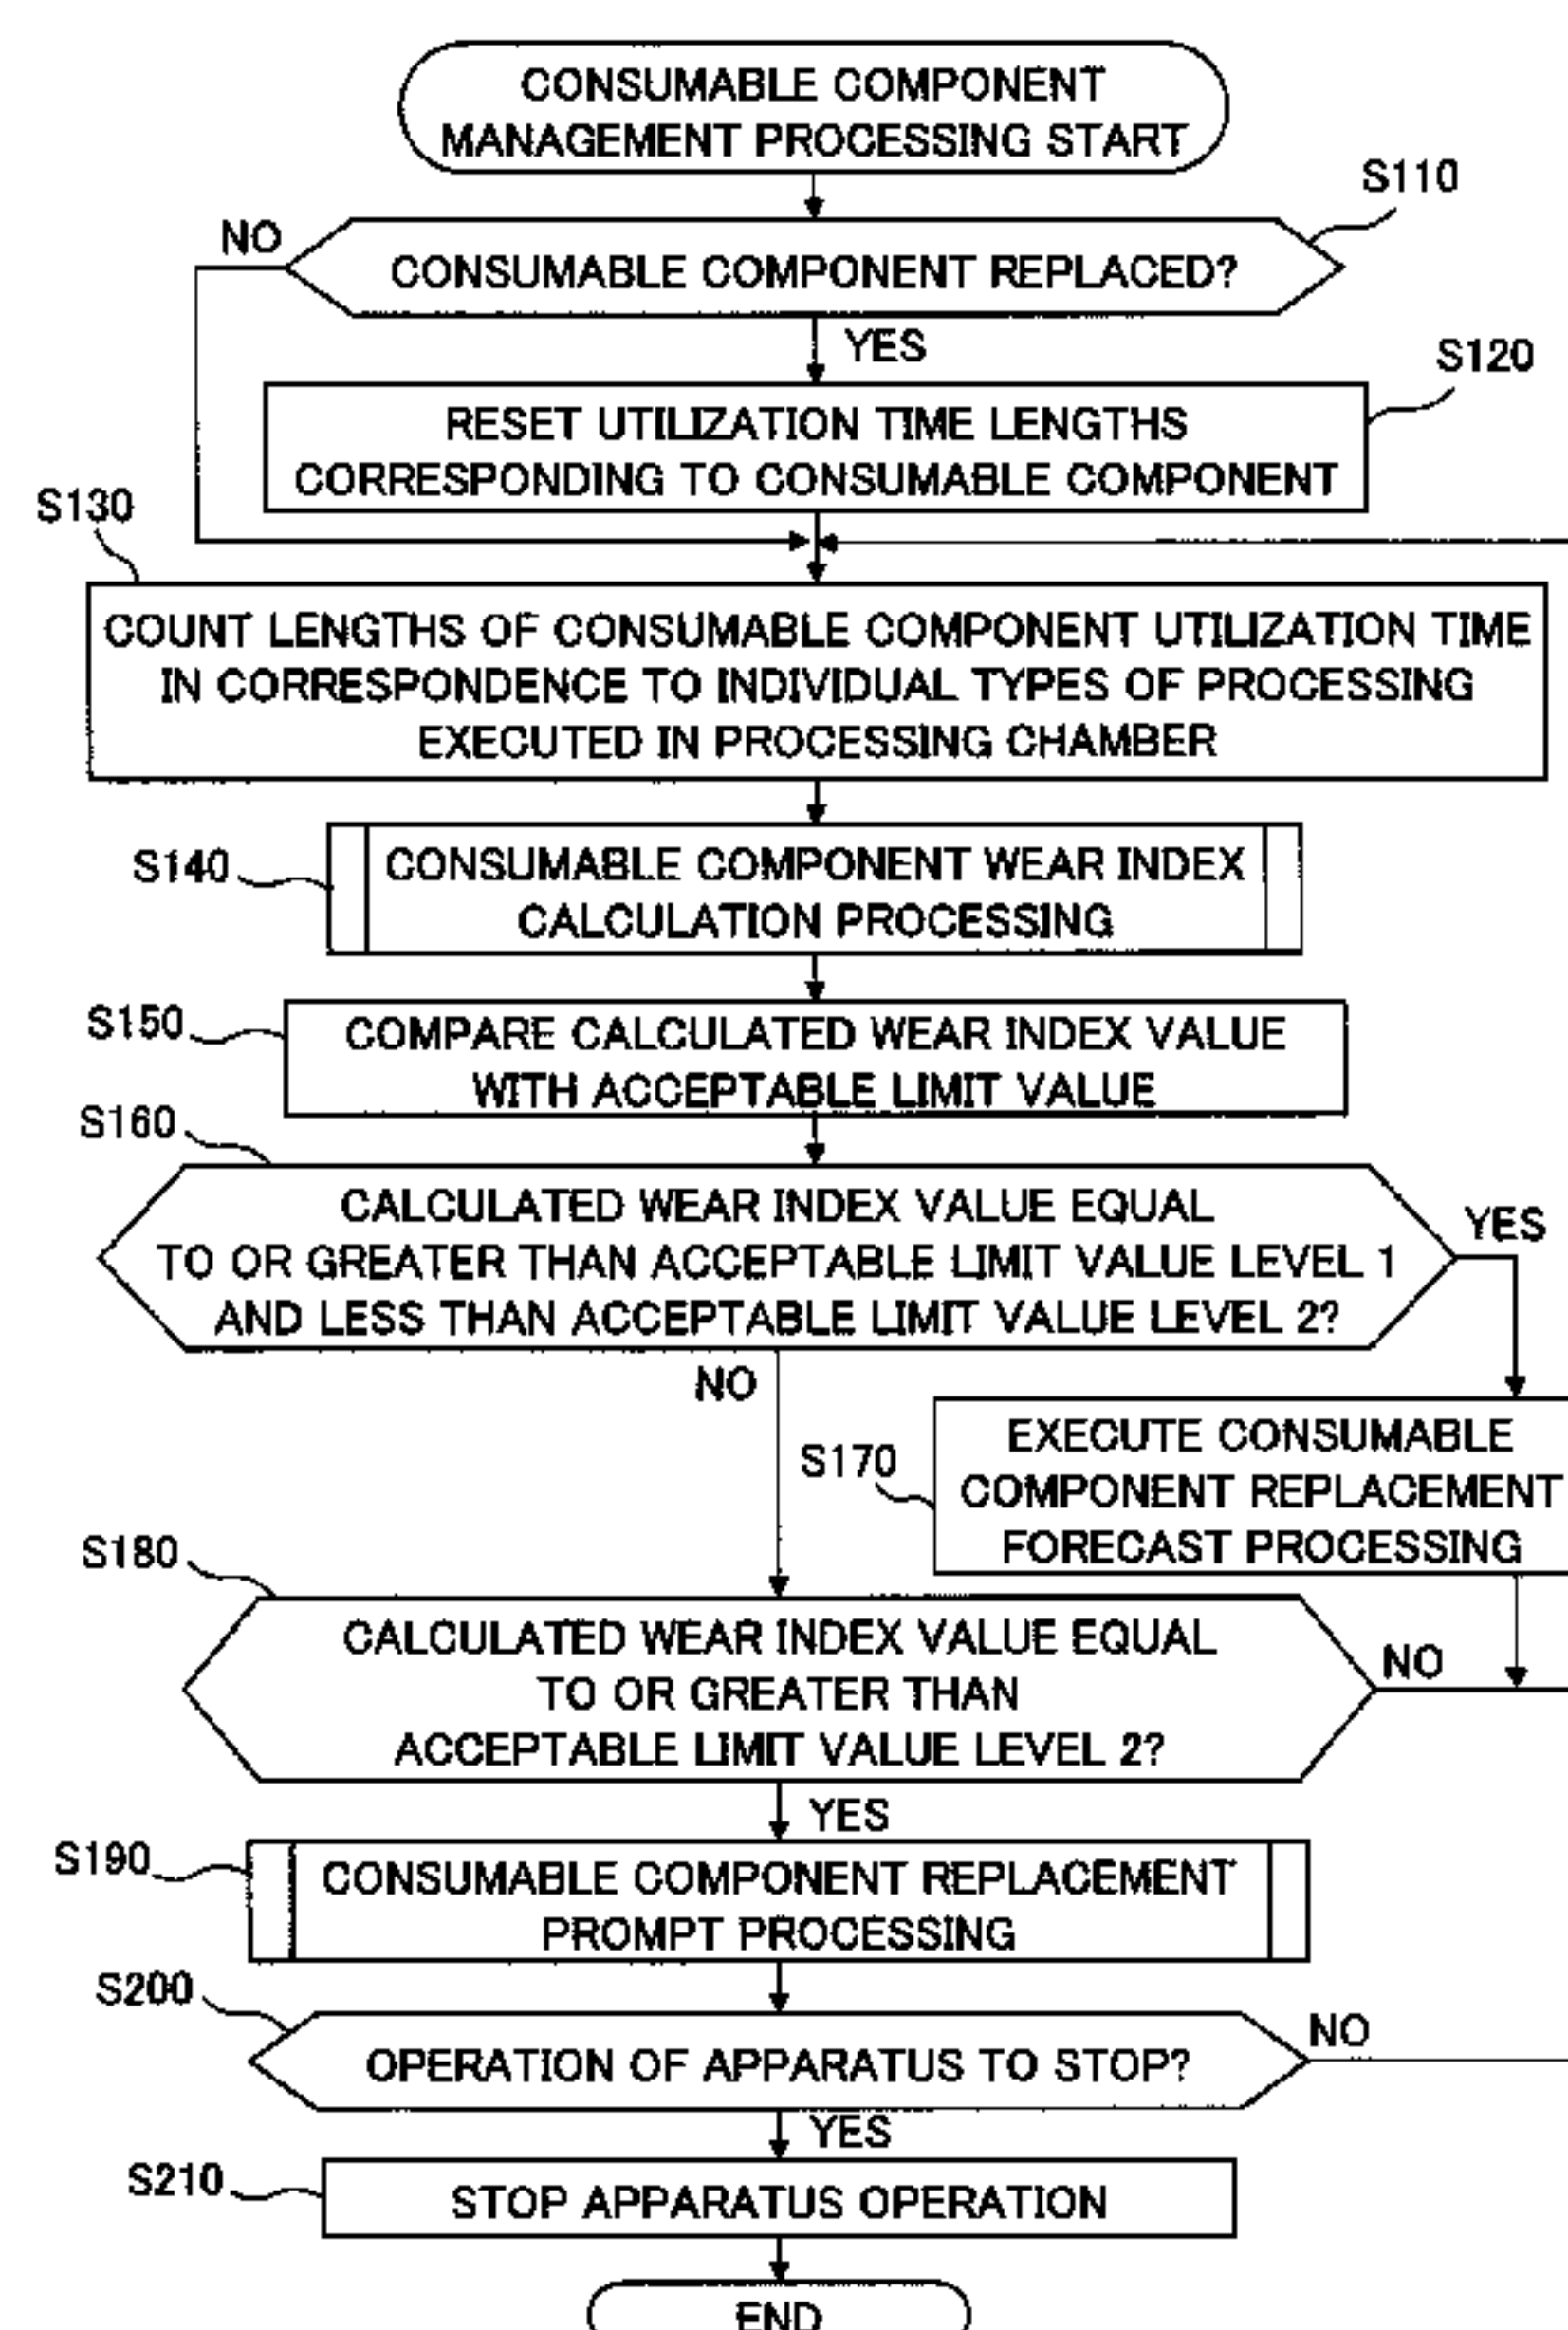 CONSUMABLE COMPONENT
MANAGEMENT PROCESSING START
S110
NO
CONSUMABLE COMPONENT REPLACED?
YES
S120
RESET UTILIZATION TIME LENGTHS
CORRESPONDING TO CONSUMABLE COMPONENT
S130
COUNT LENGTHS OF CONSUMABLE COMPONENT UTILIZATION TIME
IN CORRESPONDENCE TO INDIVIDUAL TYPES OF PROCESSING
EXECUTED IN PROCESSING CHAMBER
S140
CONSUMABLE COMPONENT WEAR INDEX
CALCULATION PROCESSING
S150
COMPARE CALCULATED WEAR INDEX VALUE
WITH ACCEPTABLE LIMIT VALUE
S160
CALCULATED WEAR INDEX VALUE EQUAL
TO OR GREATER THAN ACCEPTABLE LIMIT VALUE LEVEL 1
AND LESS THAN ACCEPTABLE LIMIT VALUE LEVEL 2?
YES
NO
S170
EXECUTE CONSUMABLE
COMPONENT REPLACEMENT
FORECAST PROCESSING
S180
CALCULATED WEAR INDEX VALUE EQUAL
TO OR GREATER THAN
ACCEPTABLE LIMIT VALUE LEVEL 2?
NO
YES
S190
CONSUMABLE COMPONENT REPLACEMENT
PROMPT PROCESSING
S200
OPERATION OF APPARATUS TO STOP?
NO
YES
S210
STOP APPARATUS OPERATION
END